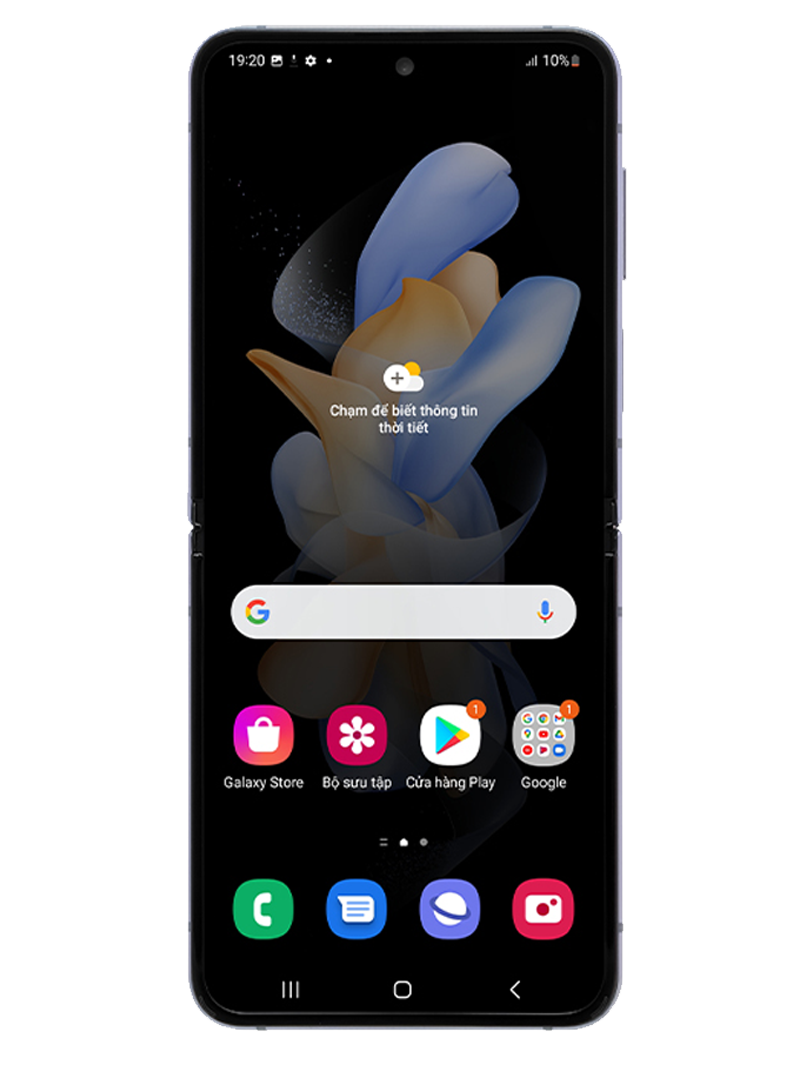 19:20
10%
Chạm để biết thông tin
thời tiết
1
1
Galaxy Store
Bộ sưu tập
Cửa hàng Play
Google